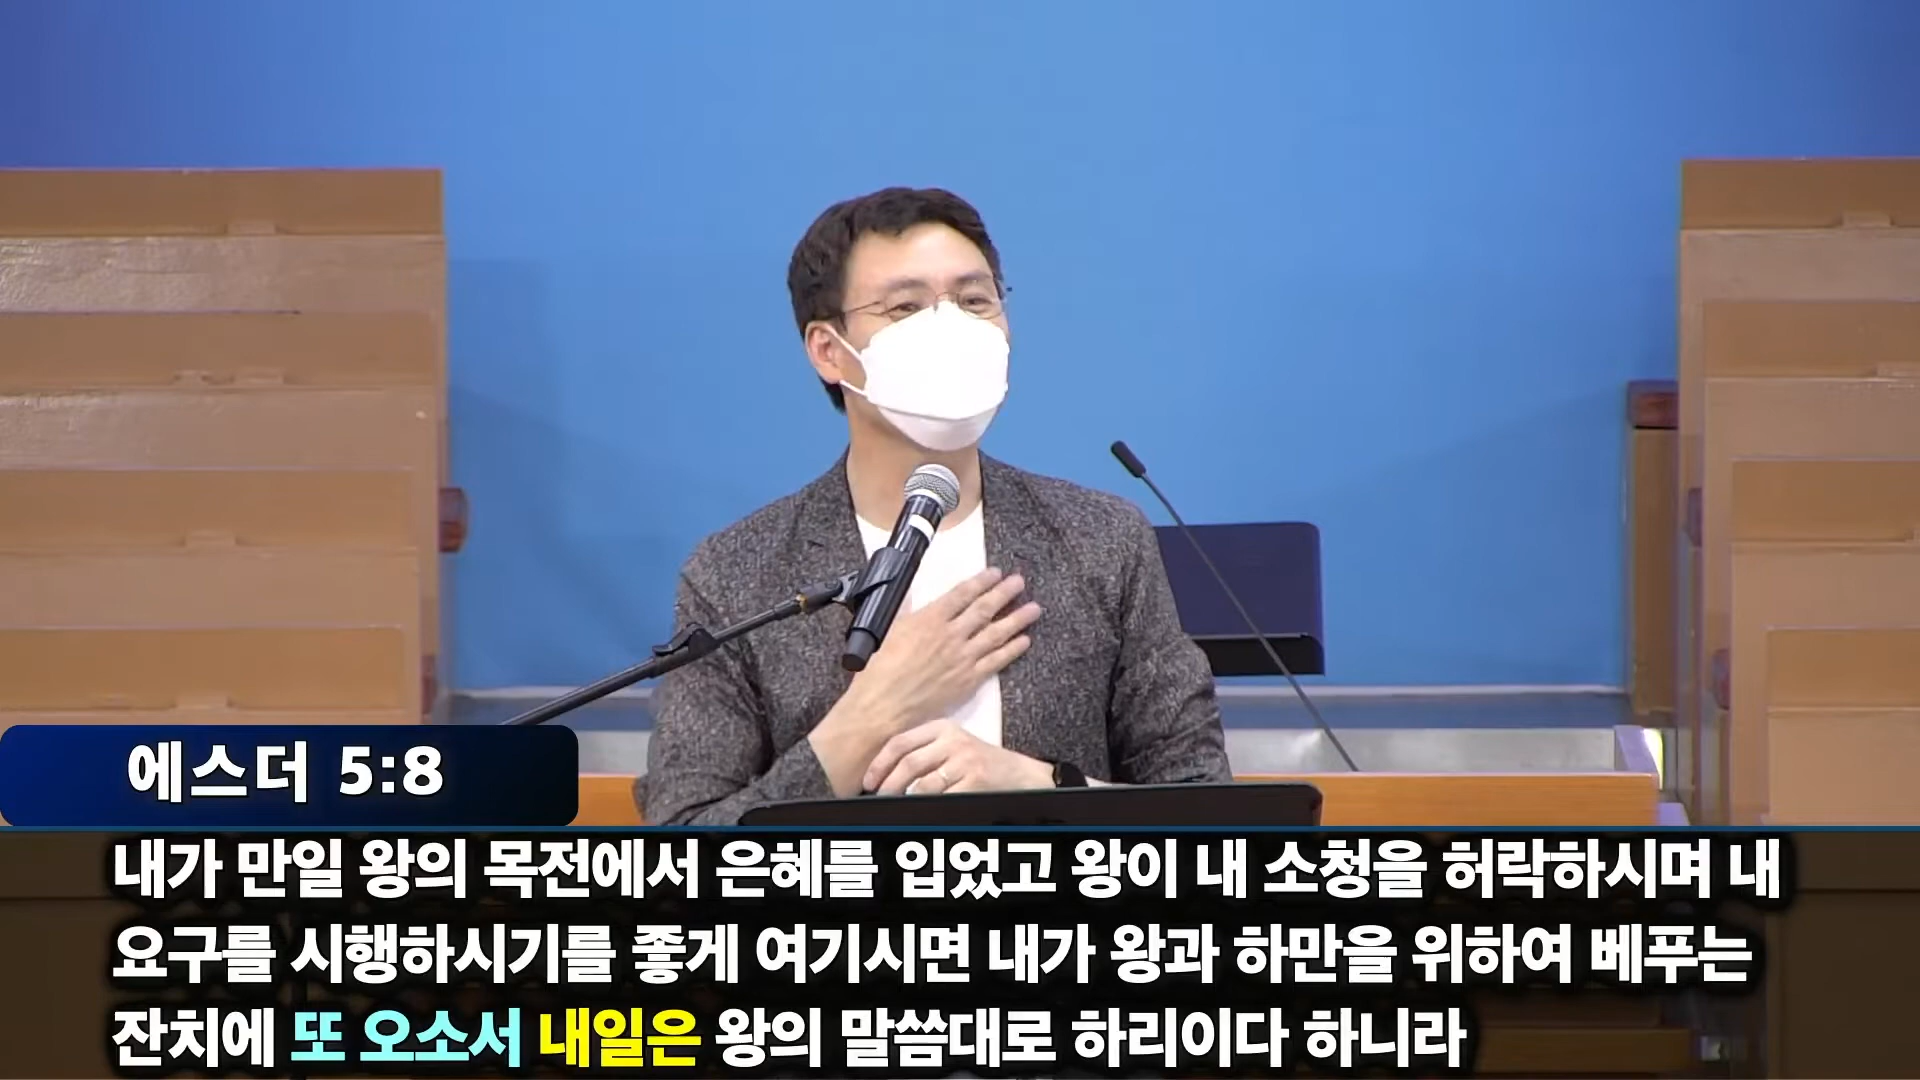 에스더 5:8
내가 만일 왕의 목전에서 은혜를 입었고 왕이 내 소청을 허락하시며 내
요구를 시행하시기를 좋게 여기시면 내가 왕과 하만을 위하여 베푸는
잔치에 또 오소서 내일은 왕의 말씀대로 하리이다 하니라